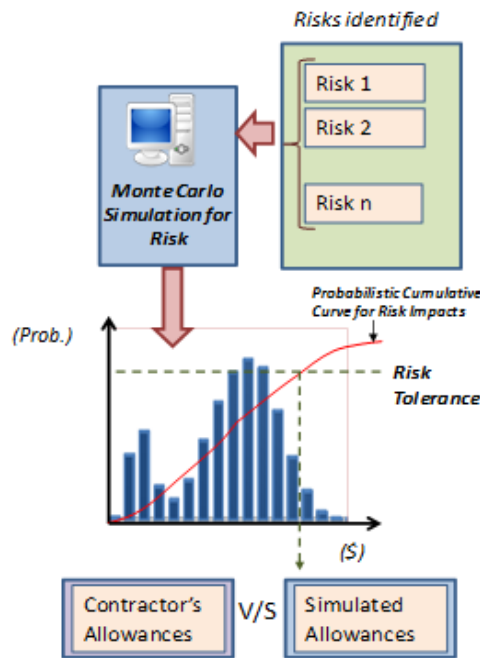 Risks identified
Risk 1
Risk 2
Risk n
Monte Carlo
Simulation for
Risk
Probabilistic Cumulative
Curve for Risk Impacts
(Prob.)
Risk
Tolerance
($)
Contractor's
Allowances
V/S
Simulated
Allowances